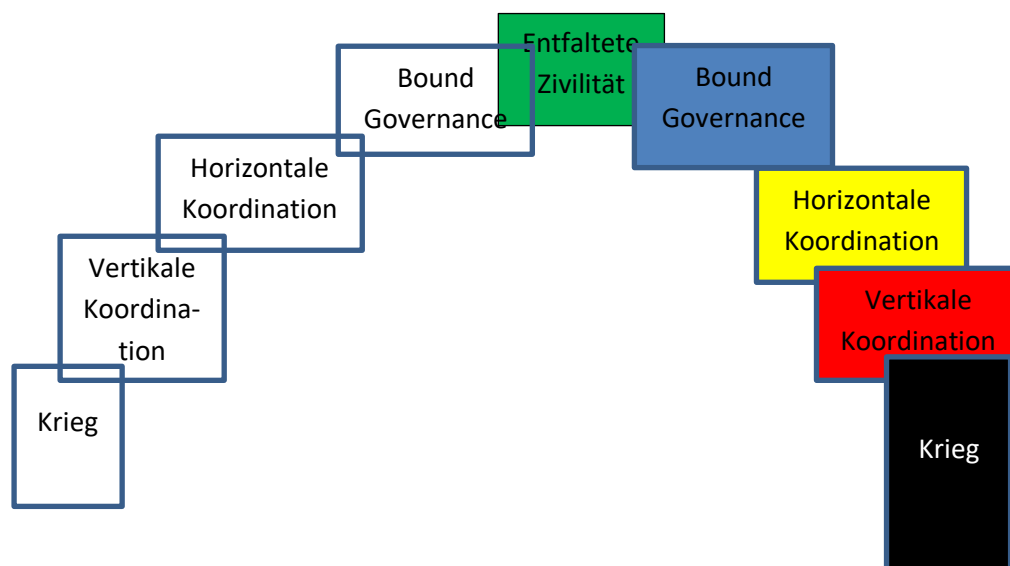 Entfaltete
Zivilität
Bound
Governance
Bound
Governance
Horizontale
Koordination
Horizontale
Koordination
Vertikale
Koordina-
tion
Vertikale
Koordination
Krieg
Krieg